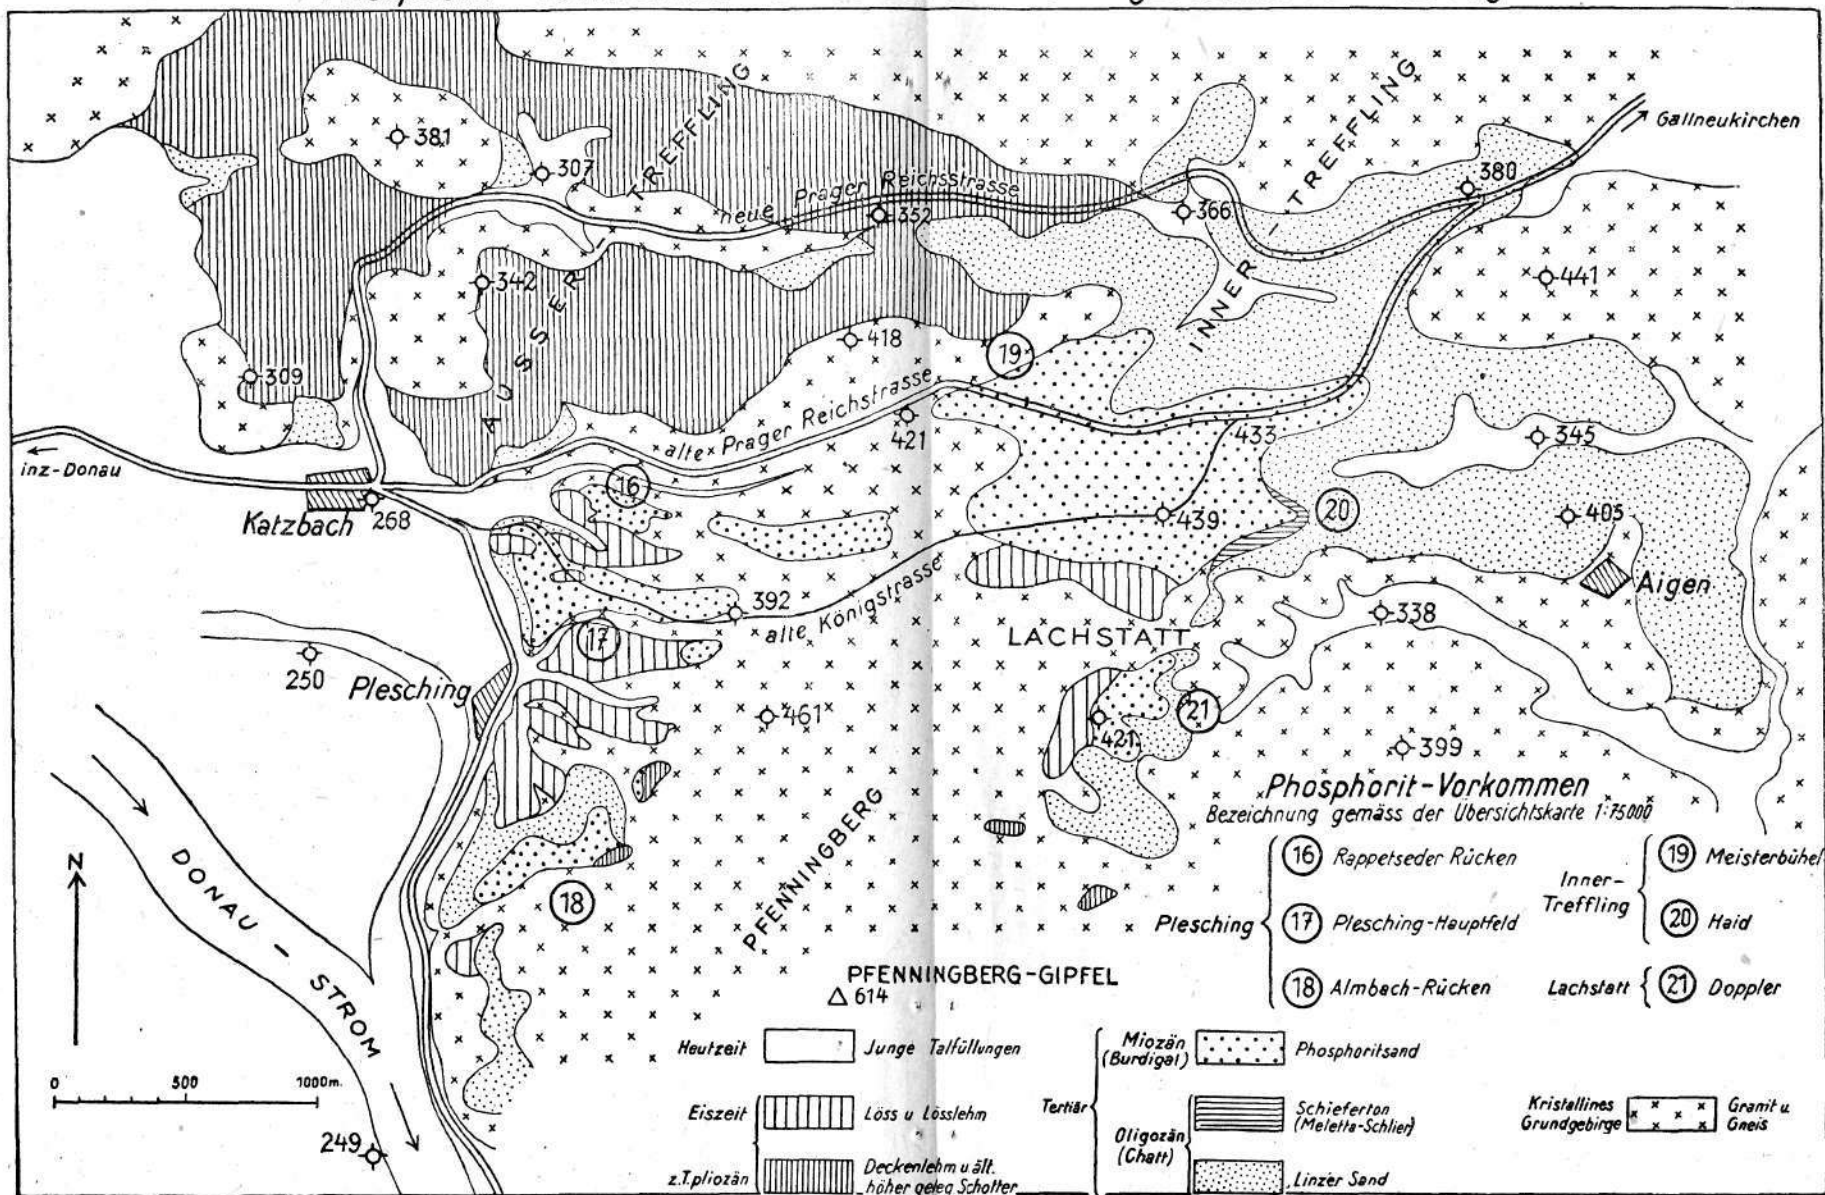 TREFFLING
TREFFLING
Gallneukirchen
381
307
380
neue Prager Reichsstrasse
352
366
441
342
AUSSER -
INNER -
418
19
309
alte Prager Reichstrasse
421
433
345
inz-Donau
16
Katzbach
268
439
20
405
Aigen
392
alte Königstrasse
338
17
LACHSTATT
250
Plesching
461
421
21
399
Phosphorit-Vorkommen
Bezeichnung gemäss der Übersichtskarte 1:75000
N
DONAU - STROM
18
PFENNINGBERG
Plesching
16 Rappetseder Rücken
17 Plesching-Hauptfeld
18 Almbach-Rücken
Inner-
Treffling
19 Meisterbühel
20 Haid
Lachstatt
21 Doppler
PFENNINGBERG-GIPFEL
614
0 500 1000m.
249
Heutzeit Junge Talfüllungen
Eiszeit Löss u Lösslehm
z.T. pliozän Deckenlehm u. ält.
höher geleg Schotter
Tertiär
Miozän
(Burdigal)
Phosphoritsand
Oligozän
(Chatt)
Schieferton
(Meletta-Schlier)
Linzer Sand
Kristallines
Grundgebirge
Granit u
Gneis